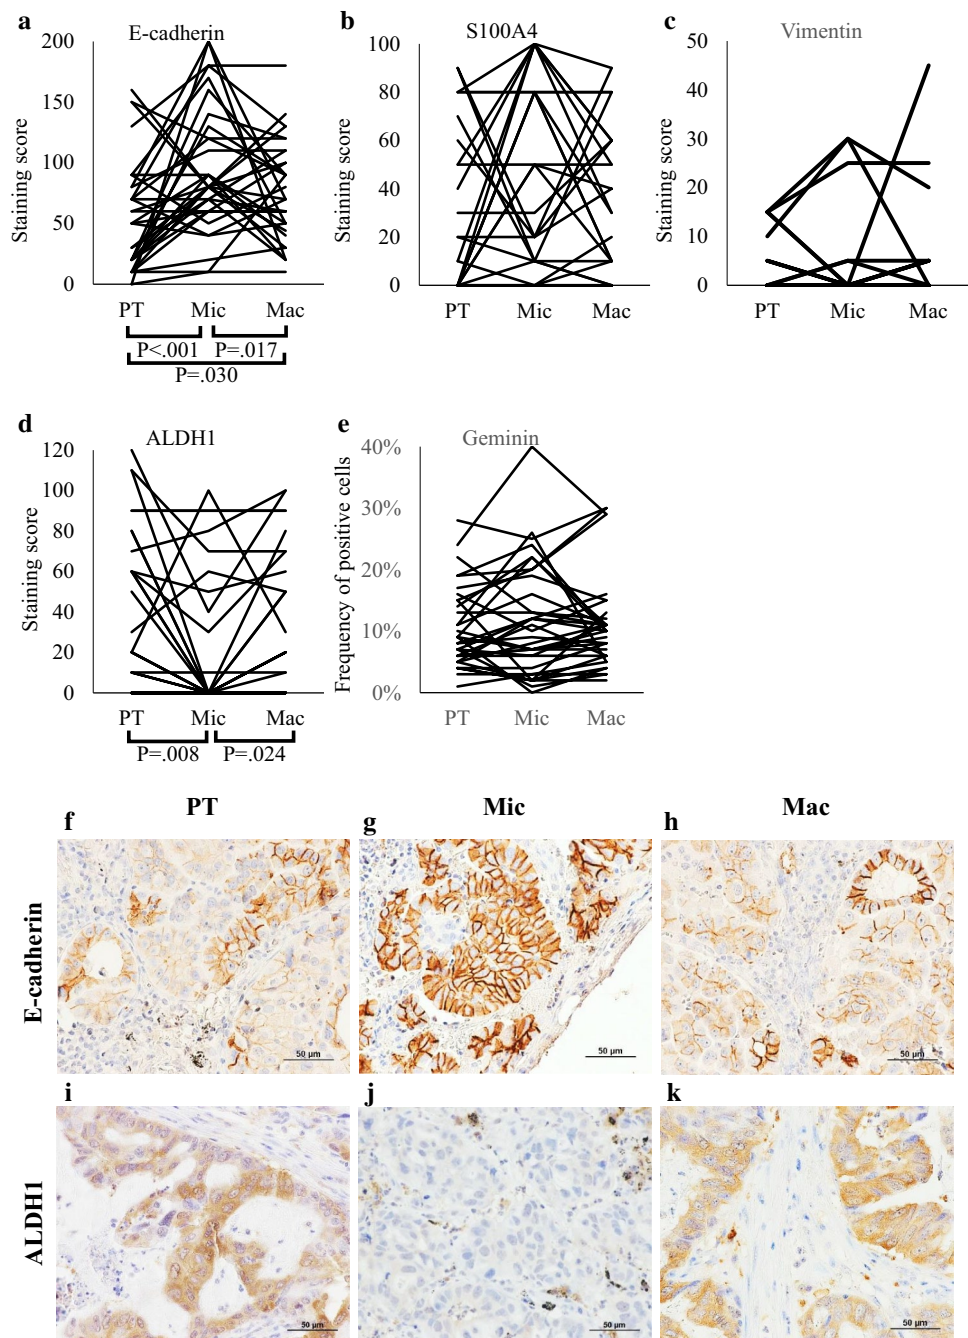 a
E-cadherin
200
150
100
50
0
Staining score
PT Mic Mac
P<.001 P=.017
P=.030
b
S100A4
100
80
60
40
20
0
Staining score
PT Mic Mac
c
Vimentin
50
40
30
20
10
0
Staining score
PT Mic Mac
d
ALDH1
120
100
80
60
40
20
0
Staining score
PT Mic Mac
P=.008 P=.024
e
Geminin
40%
30%
20%
10%
0%
Frequency of positive cells
PT Mic Mac
PT Mic Mac
E-cadherin
f
50 µm
g
50 µm
h
50 µm
ALDH1
i
50 µm
j
50 µm
k
50 µm